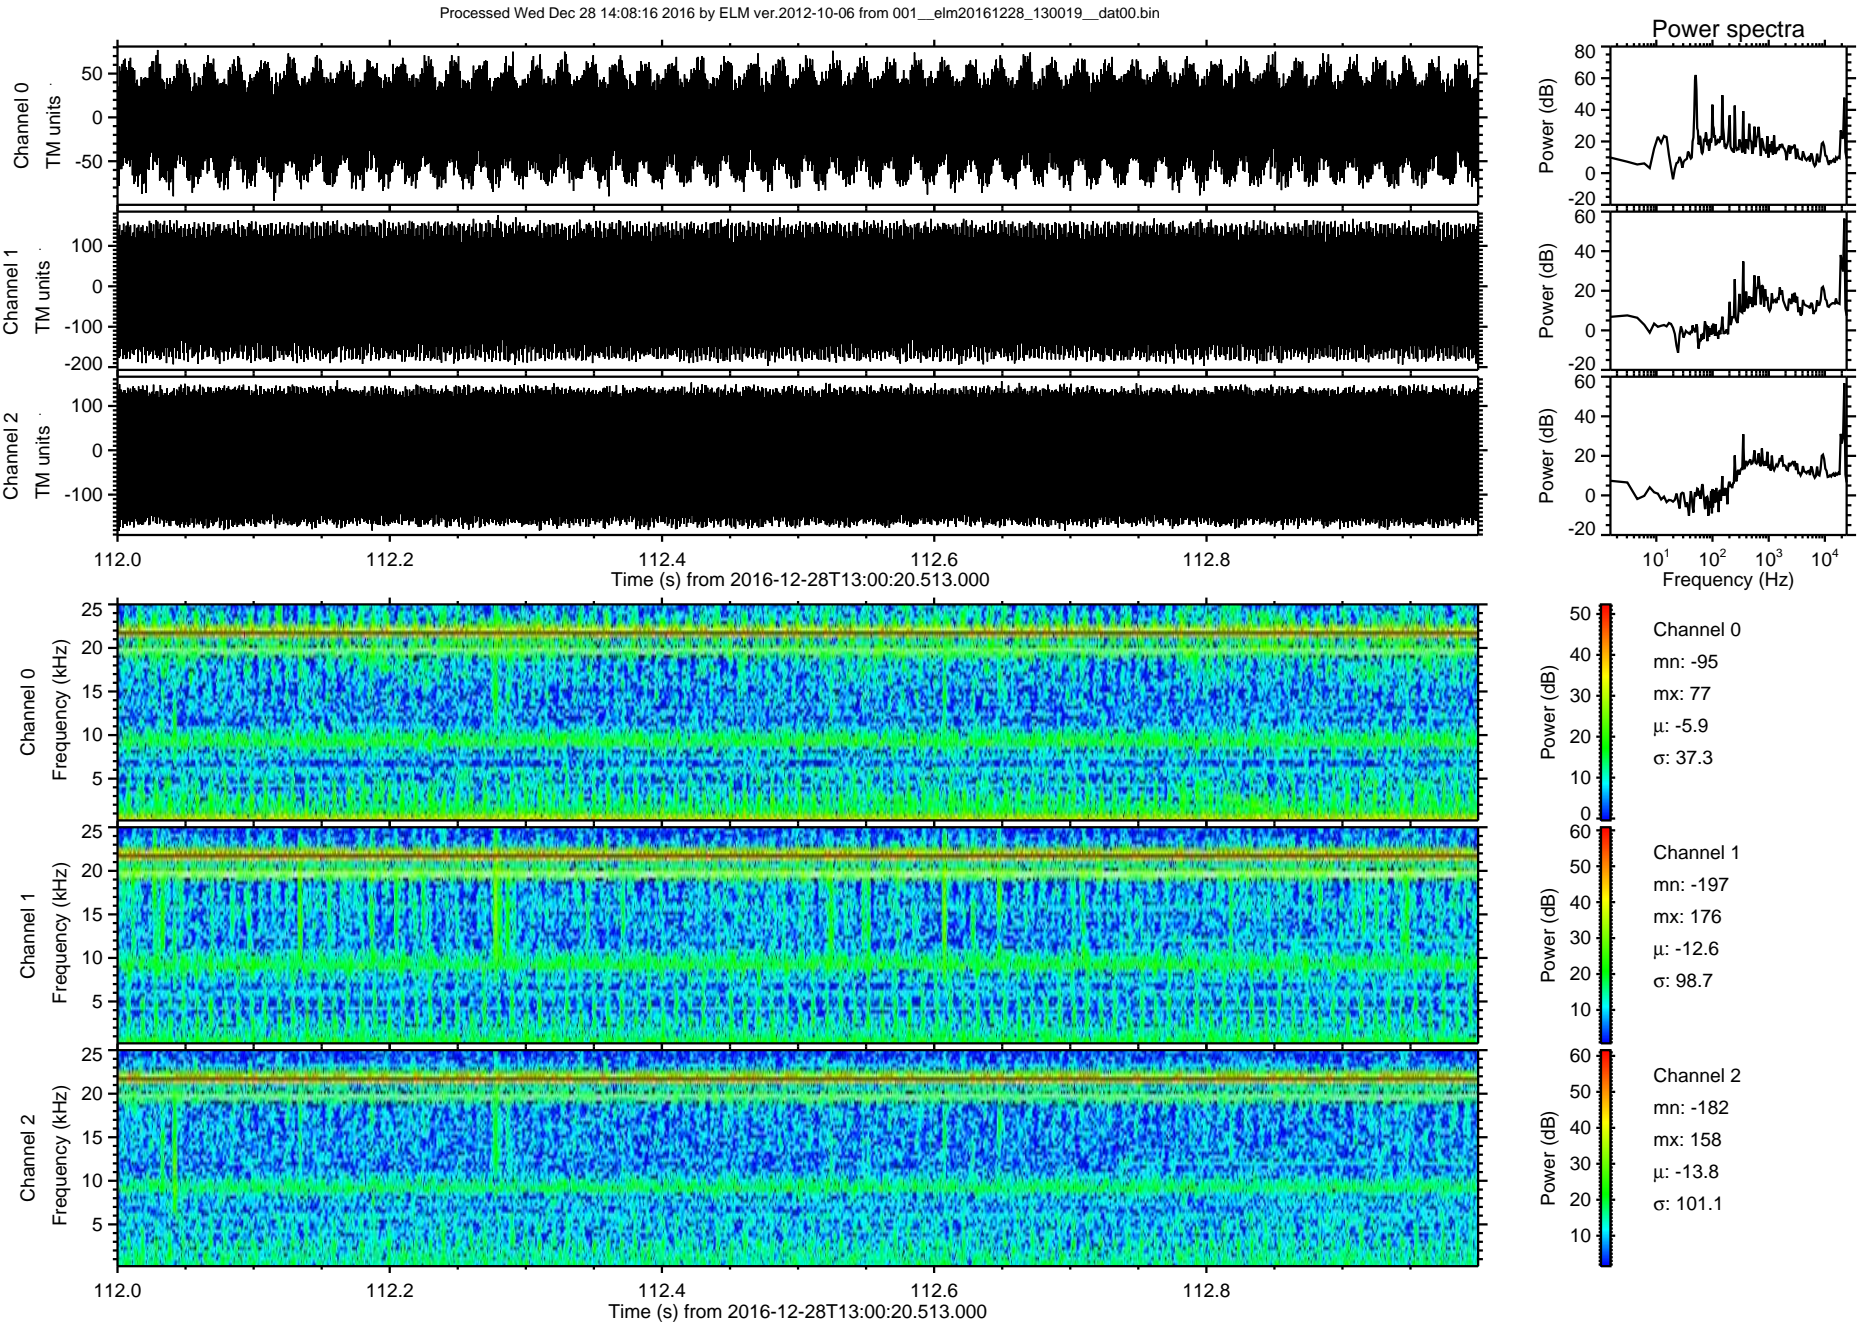 Processed Wed Dec 28 14:08:16 2016 by ELM ver.2012-10-06 from 001__elm20161228_130019__dat00.bin
Power spectra
Channel 0
TM units
50
0
-50
Power (dB)
80
60
40
20
0
-20
Channel 1
TM units
100
0
-100
-200
Power (dB)
60
40
20
0
-20
Channel 2
TM units
100
0
-100
Power (dB)
60
40
20
0
-20
112.0 112.2 112.4 112.6 112.8
Time (s) from 2016-12-28T13:00:20.513.000
10^1 10^2 10^3 10^4
Frequency (Hz)
Channel 0
Frequency (kHz)
25
20
15
10
5
Power (dB)
50
40
30
20
10
0
Channel 0
mn: -95
mx: 77
μ: -5.9
σ: 37.3
Channel 1
Frequency (kHz)
25
20
15
10
5
Power (dB)
60
50
40
30
20
10
Channel 1
mn: -197
mx: 176
μ: -12.6
σ: 98.7
Channel 2
Frequency (kHz)
25
20
15
10
5
Power (dB)
60
50
40
30
20
10
Channel 2
mn: -182
mx: 158
μ: -13.8
σ: 101.1
112.0 112.2 112.4 112.6 112.8
Time (s) from 2016-12-28T13:00:20.513.000